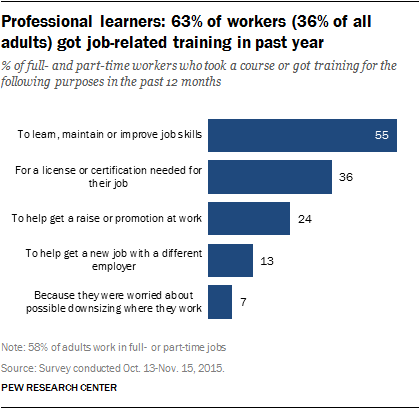 Professional learners: 63% of workers (36% of all
adults) got job-related training in past year
% of full- and part-time workers who took a course or got training for the
following purposes in the past 12 months
To learn, maintain or improve job skills
55
For a license or certification needed for
their job
36
To help get a raise or promotion at work
24
To help get a new job with a different
employer
13
Because they were worried about
possible downsizing where they work
7
Note: 58% of adults work in full- or part-time jobs
Source: Survey conducted Oct. 13-Nov. 15, 2015.
PEW RESEARCH CENTER